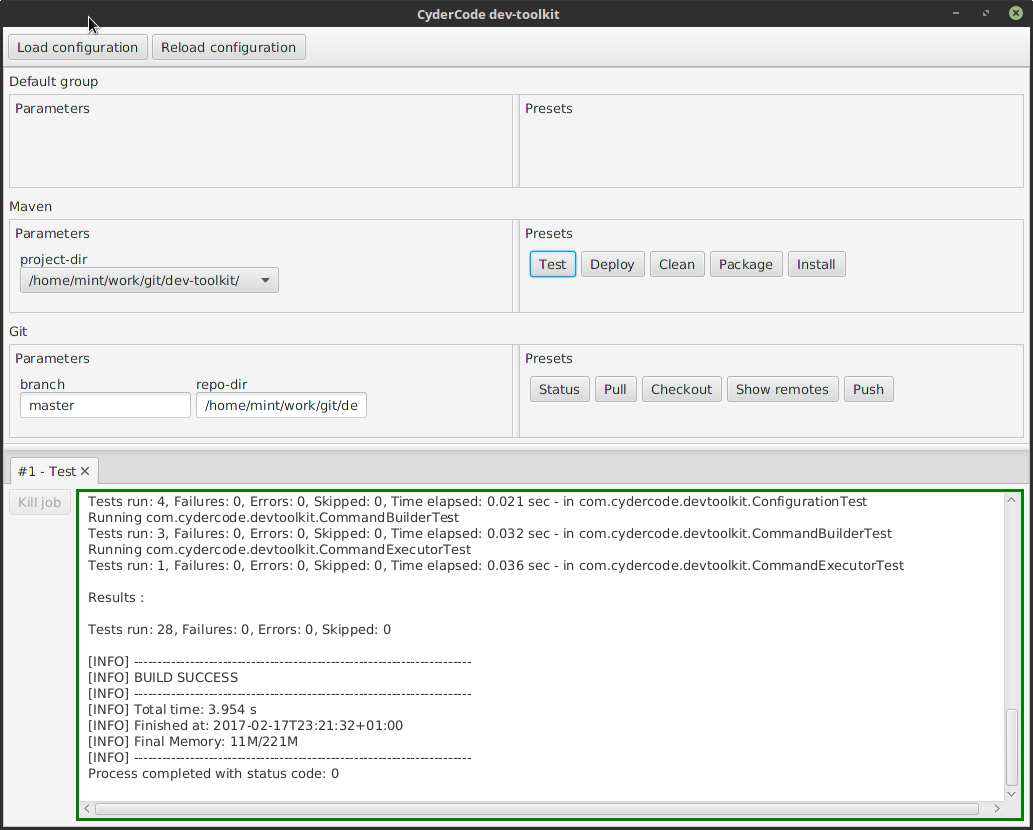 CyderCode dev-toolkit
Load configuration Reload configuration
Default group
Parameters Presets
Maven
Parameters Presets
project-dir
/home/mint/work/git/dev-toolkit/ Test Deploy Clean Package Install
Git
Parameters Presets
branch repo-dir
master /home/mint/work/git/de Status Pull Checkout Show remotes Push
#1 - Test
Kill job
Tests run: 4, Failures: 0, Errors: 0, Skipped: 0, Time elapsed: 0.021 sec - in com.cydercode.devtoolkit.ConfigurationTest
Running com.cydercode.devtoolkit.CommandBuilderTest
Tests run: 3, Failures: 0, Errors: 0, Skipped: 0, Time elapsed: 0.032 sec - in com.cydercode.devtoolkit.CommandBuilderTest
Running com.cydercode.devtoolkit.CommandExecutorTest
Tests run: 1, Failures: 0, Errors: 0, Skipped: 0, Time elapsed: 0.036 sec - in com.cydercode.devtoolkit.CommandExecutorTest
Results :
Tests run: 28, Failures: 0, Errors: 0, Skipped: 0
[INFO] ------------------------------------------------------------------------
[INFO] BUILD SUCCESS
[INFO] ------------------------------------------------------------------------
[INFO] Total time: 3.954 s
[INFO] Finished at: 2017-02-17T23:21:32+01:00
[INFO] Final Memory: 11M/221M
[INFO] ------------------------------------------------------------------------
Process completed with status code: 0